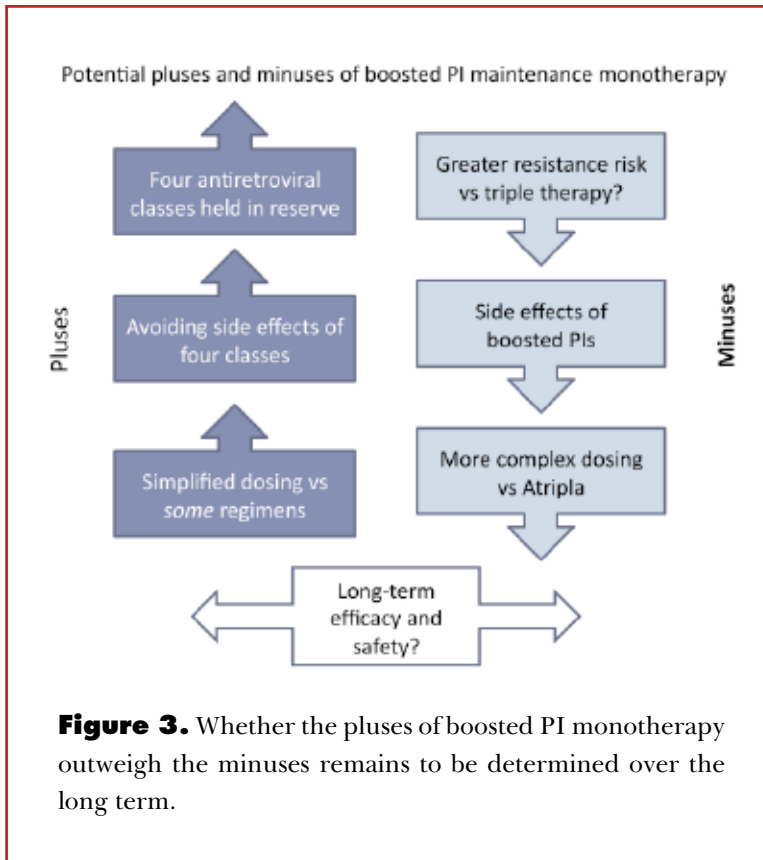 Potential pluses and minuses of boosted PI maintenance monotherapy
Pluses
Four antiretroviral
classes held in reserve
Avoiding side effects of
four classes
Simplified dosing vs
some regimens
Greater resistance risk
vs triple therapy?
Side effects of
boosted PIs
More complex dosing
vs Atripla
Minuses
Long-term
efficacy and
safety?
Figure 3. Whether the pluses of boosted PI monotherapy
outweigh the minuses remains to be determined over the
long term.